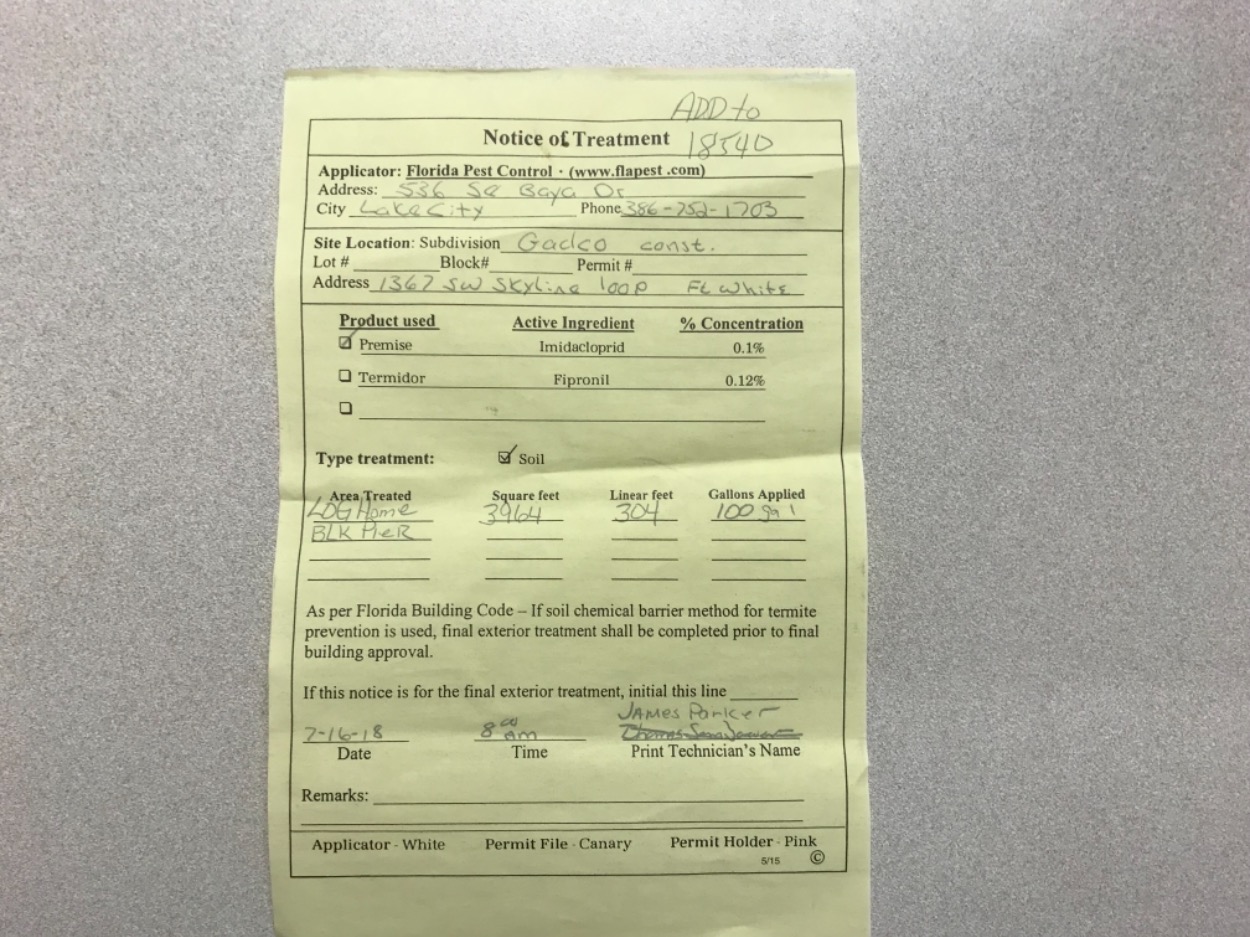 ADD to
Notice of Treatment 18540
Applicator: Florida Pest Control · (www.flapest .com)
Address: 536 SE Baya Dr
City Lake City Phone 386-752-1703
Site Location: Subdivision Gadco const.
Lot # Block# Permit #
Address 1367 SW Skyline loop Ft White
Product used Active Ingredient % Concentration
Premise Imidacloprid 0.1%
Termidor Fipronil 0.12%
Type treatment: Soil
Area Treated Square feet Linear feet Gallons Applied
LOG Home 3964 304 100 gal
BLK PieR
As per Florida Building Code – If soil chemical barrier method for termite
prevention is used, final exterior treatment shall be completed prior to final
building approval.
If this notice is for the final exterior treatment, initial this line
JAMes Parker
7-16-18 8 00 Am
Date Time Print Technician's Name
Remarks:
Applicator - White Permit File - Canary Permit Holder - Pink
5/15 ©